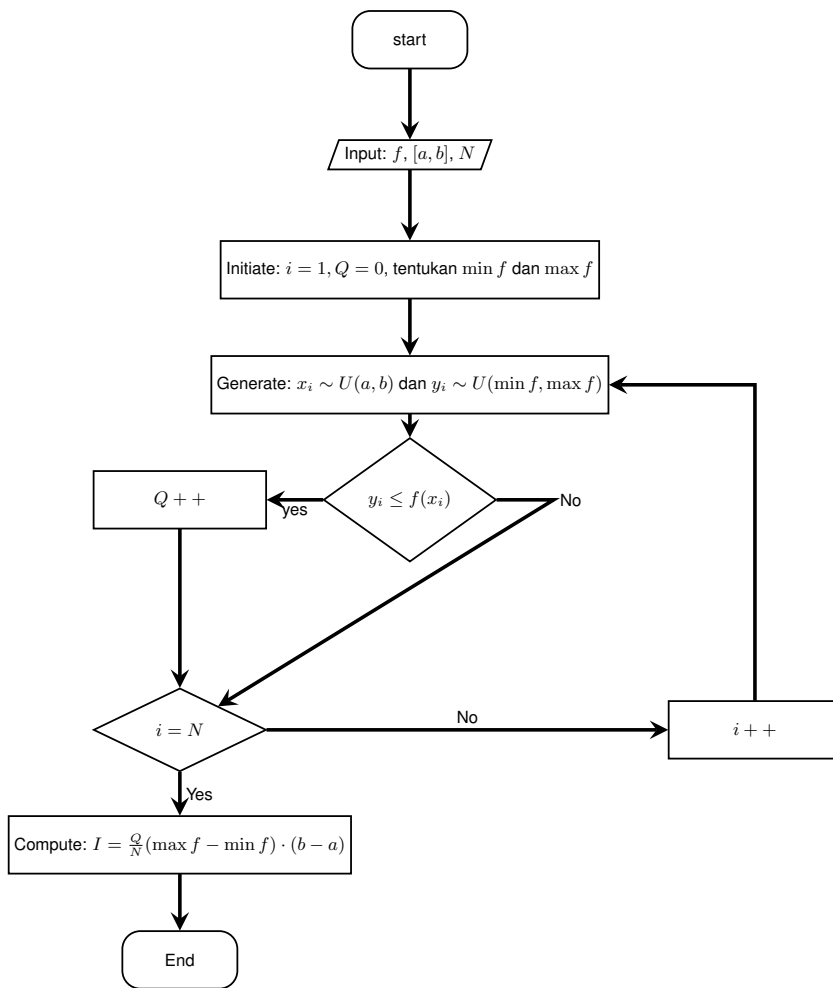 start
Input: f, [a, b], N
Initiate: i = 1, Q = 0, tentukan min f dan max f
Generate: x_i ∼ U(a, b) dan y_i ∼ U(min f, max f)
y_i ≤ f(x_i)
Q ++
yes
No
i = N
No
i ++
Yes
Compute: I = \frac{Q}{N}(max f − min f) · (b − a)
End